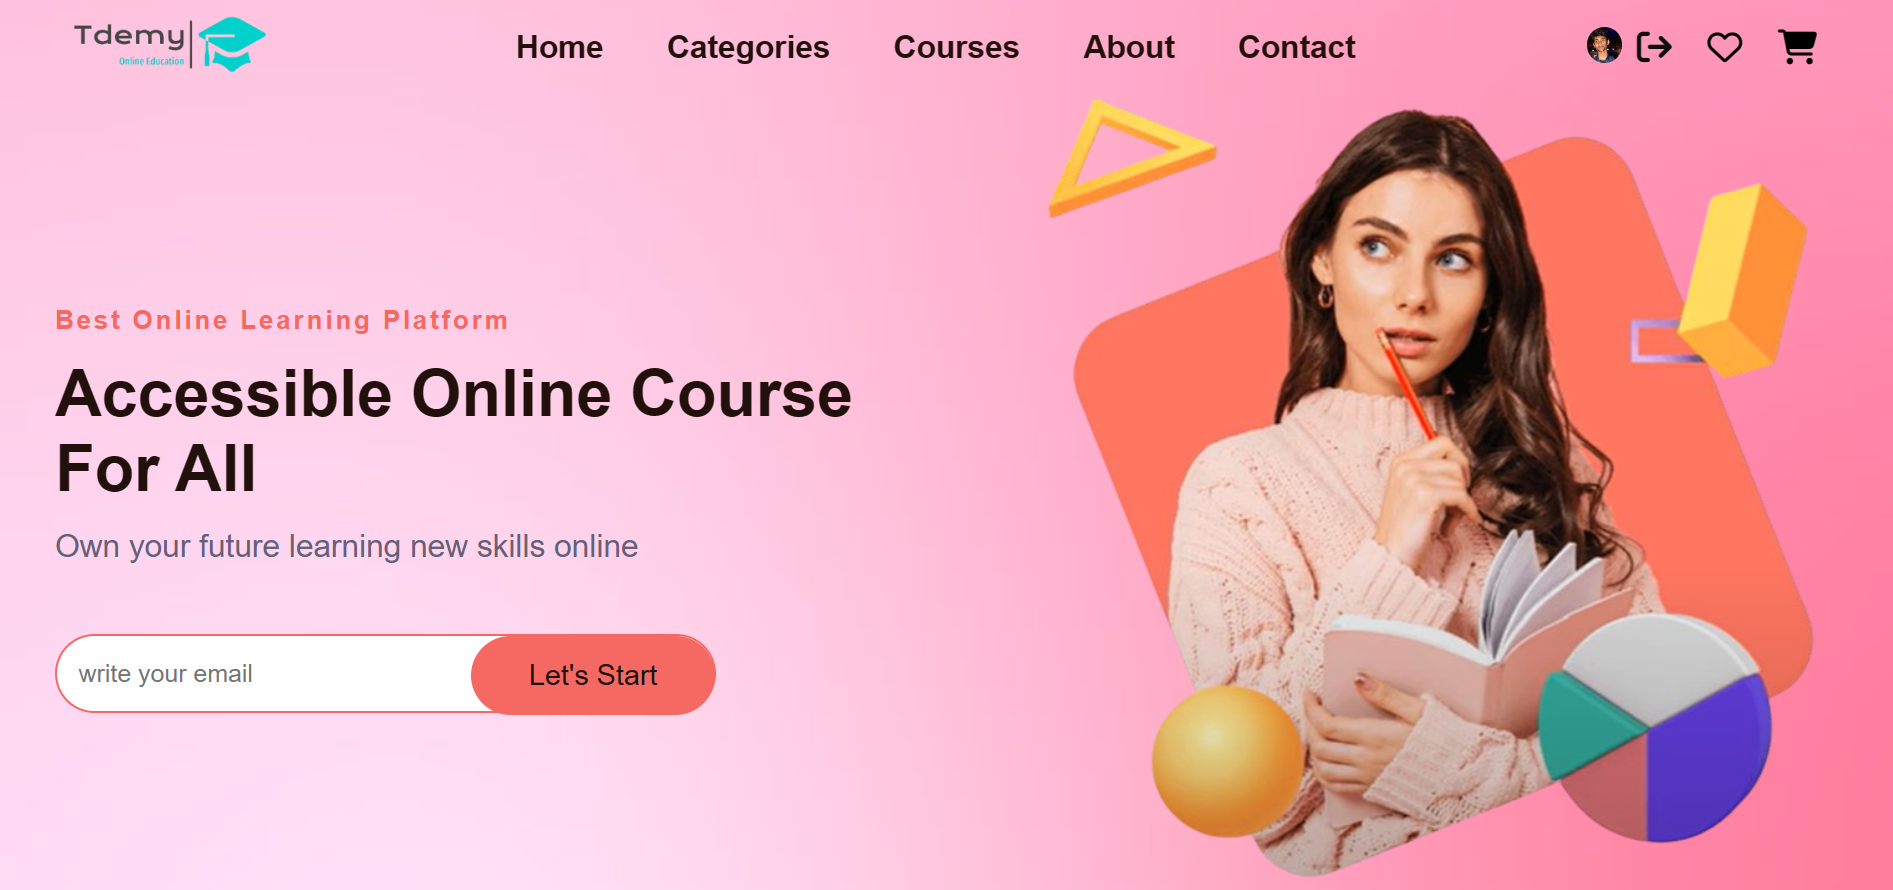 Tdemy
Online Education
Home
Categories
Courses
About
Contact
Best Online Learning Platform
Accessible Online Course
For All
Own your future learning new skills online
write your email
Let's Start